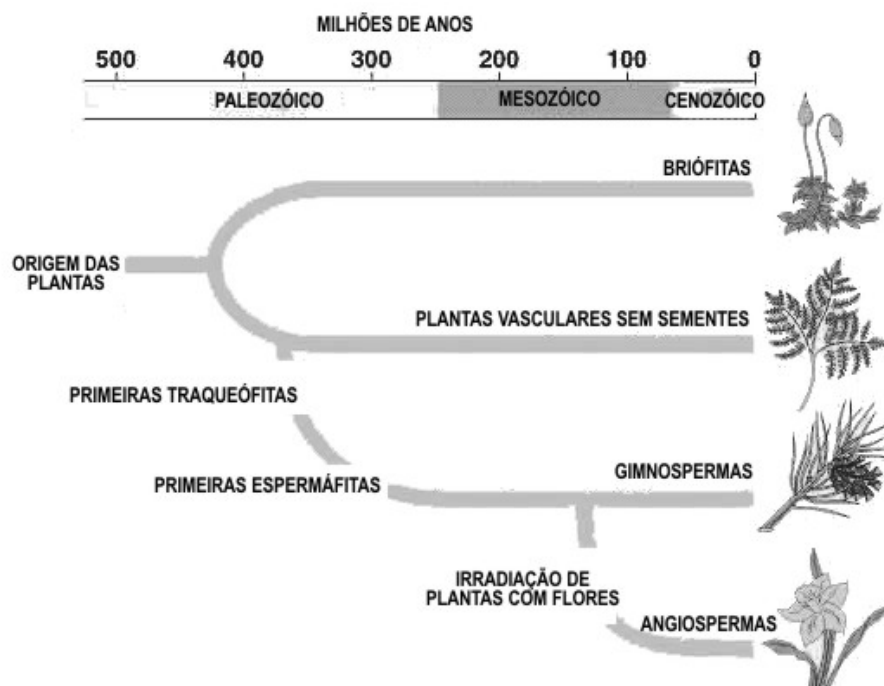 MILHÕES DE ANOS
500 400 300 200 100 0
PALEOZÓICO MESOZÓICO CENOZÓICO
BRIÓFITAS
ORIGEM DAS
PLANTAS
PLANTAS VASCULARES SEM SEMENTES
PRIMEIRAS TRAQUEÓFITAS
GIMNOSPERMAS
PRIMEIRAS ESPERMÁFITAS
IRRADIAÇÃO DE
PLANTAS COM FLORES
ANGIOSPERMAS